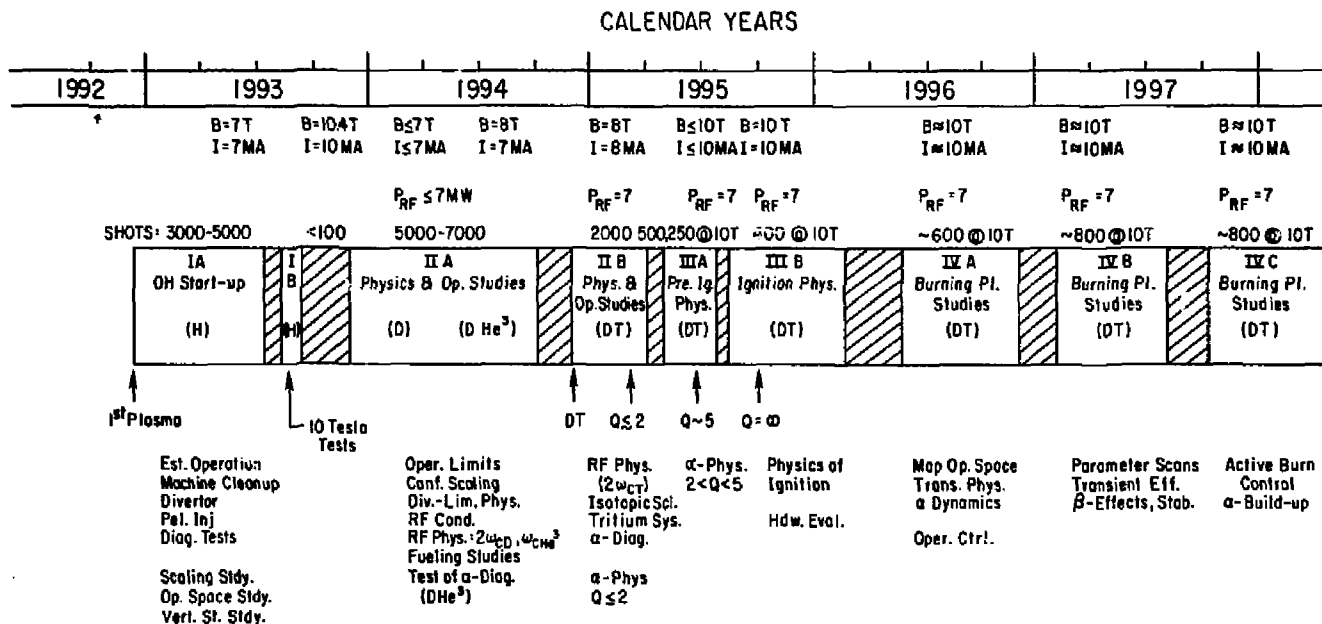 CALENDAR YEARS
1992 1993 1994 1995 1996 1997
B=7T B=10.4T B≤7T B=8T B=8T B≤10T B=10T B≈10T B≈10T B≈10T
I=7MA I=10MA I≤7MA I=7MA I=8MA I≤10MA I=10MA I≈10MA I≈10MA I≈10MA
P_RF ≤7MW P_RF=7 P_RF=7 P_RF=7 P_RF=7 P_RF=7 P_RF=7
SHOTS: 3000-5000 <100 5000-7000 2000 500,250@10T @ 10T ~600 @ 10T ~800 @ 10T ~800 @ 10T
IA I II A II B IIIA III B IV A IV B IV C
OH Start-up B Physics & Op. Studies Phys. & Pre. Ig. Ignition Phys. Burning Pl. Burning Pl. Burning Pl.
Op. Studies Phys. Studies Studies Studies
(H) (H) (D) (D He³) (DT) (DT) (DT) (DT) (DT) (DT)
1st Plasma 10 Tesla DT Q≤2 Q~5 Q=∞
Tests
Est. Operation Oper. Limits RF Phys. α-Phys. Physics of Map Op. Space Parameter Scans Active Burn
Machine Cleanup Conf. Scaling (2ω_CT) 2<Q<5 Ignition Trans. Phys. Transient Eff. Control
Divertor Div.-Lim. Phys. Isotopic Scl. α Dynamics β-Effects, Stab. α-Build-up
Pel. Inj RF Cond. Tritium Sys. Hdw. Eval.
Diag. Tests RF Phys.: 2ω_CD, ω_CHe³ α-Diag. Oper. Ctrl.
Fueling Studies
Scaling Stdy. Test of α-Diag. α-Phys
Op. Space Stdy. (DHe³) Q≤2
Vert. St. Stdy.